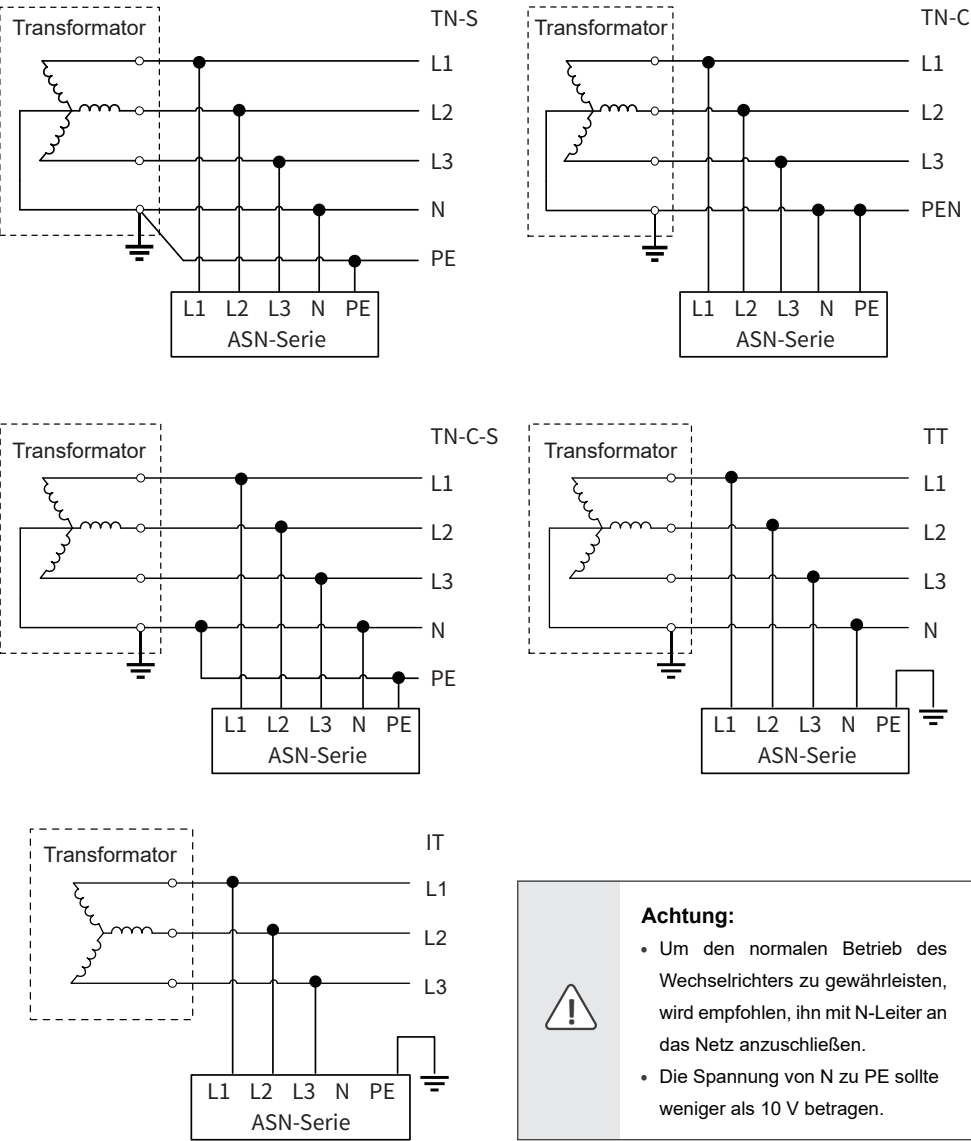 TN-S
Transformator
L1
L2
L3
N
PE
L1 L2 L3 N PE
ASN-Serie
TN-C
Transformator
L1
L2
L3
PEN
L1 L2 L3 N PE
ASN-Serie
TN-C-S
Transformator
L1
L2
L3
N
PE
L1 L2 L3 N PE
ASN-Serie
TT
Transformator
L1
L2
L3
N
L1 L2 L3 N PE
ASN-Serie
IT
Transformator
L1
L2
L3
L1 L2 L3 N PE
ASN-Serie
Achtung:
• Um den normalen Betrieb des
Wechselrichters zu gewährleisten,
wird empfohlen, ihn mit N-Leiter an
das Netz anzuschließen.
• Die Spannung von N zu PE sollte
weniger als 10 V betragen.